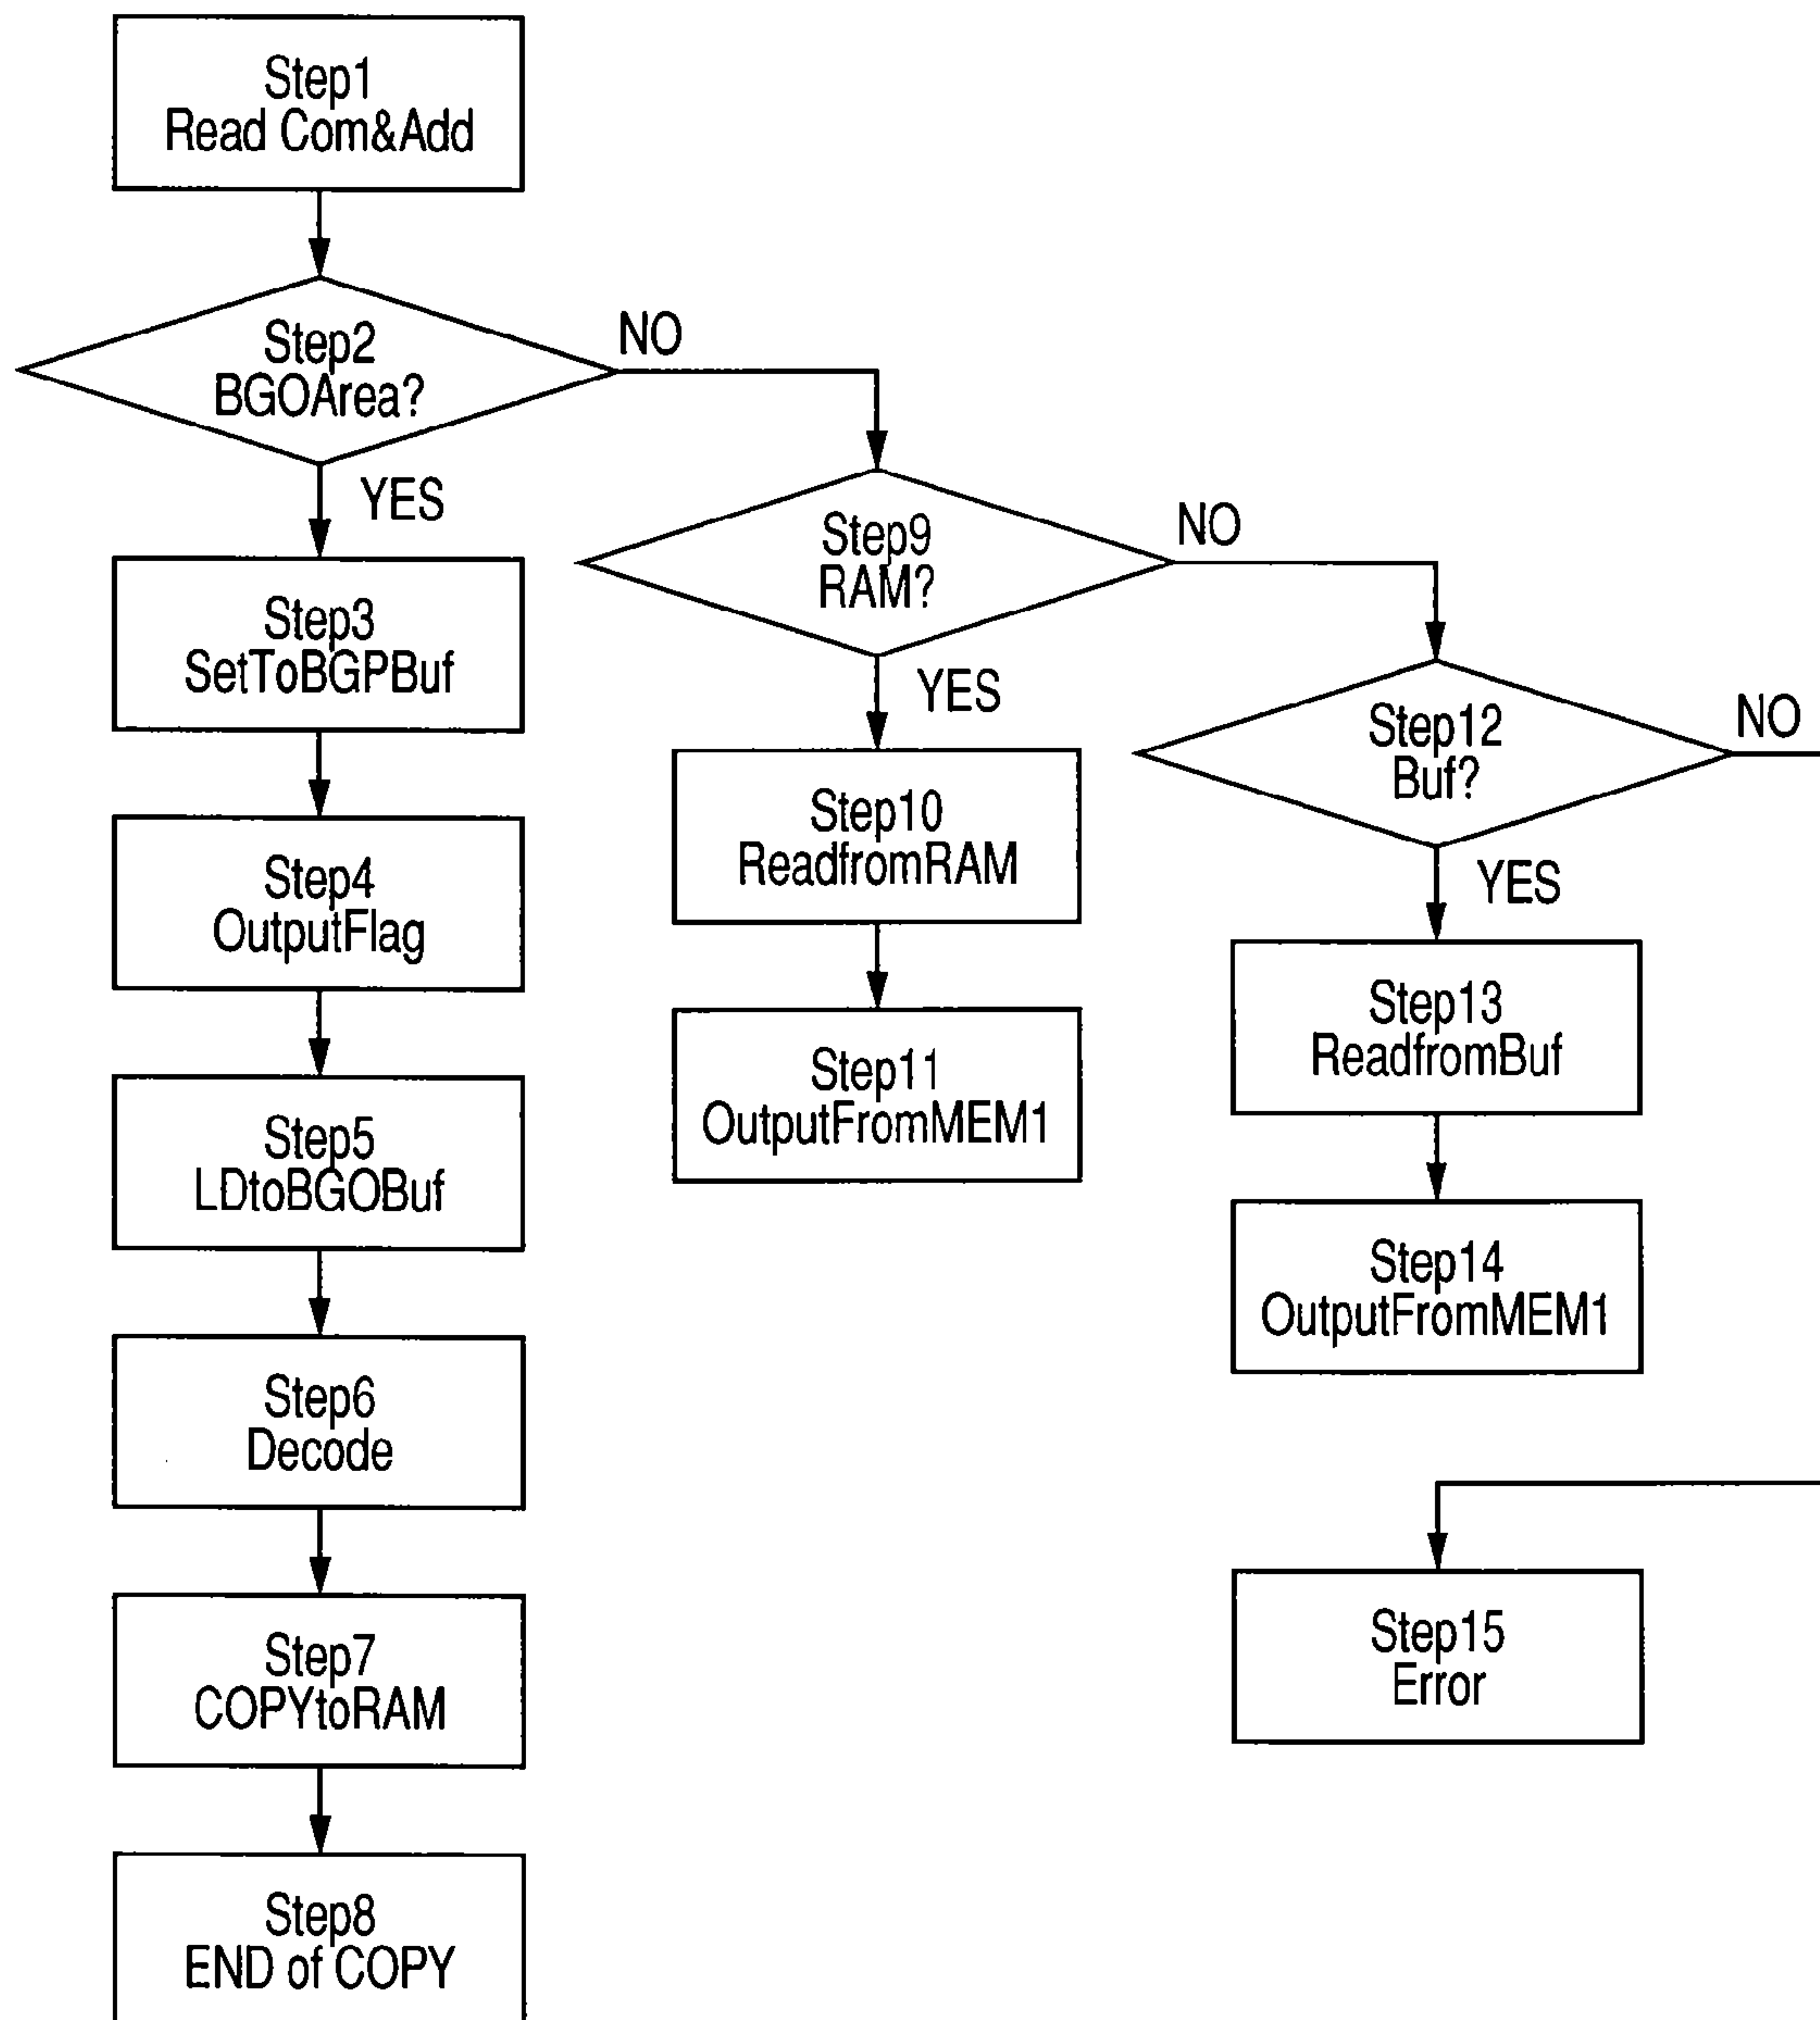 Step1
Read Com&Add
Step2
BGOArea?
NO
YES
Step3
SetToBGPBuf
Step4
OutputFlag
Step5
LDtoBGOBuf
Step6
Decode
Step7
COPYtoRAM
Step8
END of COPY
Step9
RAM?
NO
YES
Step10
ReadfromRAM
Step11
OutputFromMEM1
Step12
Buf?
NO
YES
Step13
ReadfromBuf
Step14
OutputFromMEM1
Step15
Error